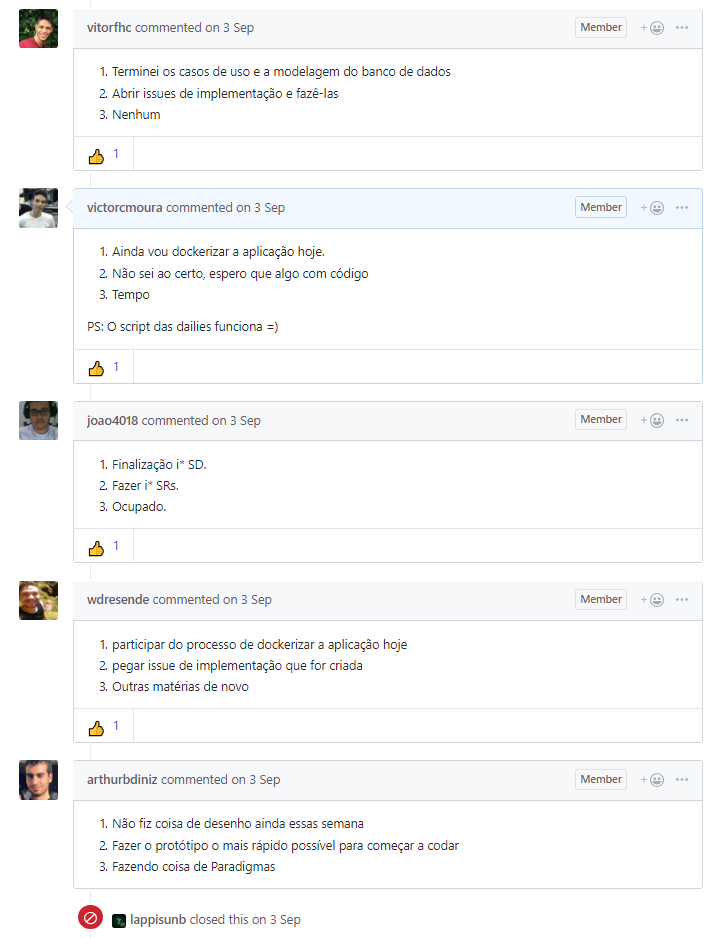 vitorfhc commented on 3 Sep Member
1. Terminei os casos de uso e a modelagem do banco de dados
2. Abrir issues de implementação e fazê-las
3. Nenhum
1
victorcmoura commented on 3 Sep Member
1. Ainda vou dockerizar a aplicação hoje.
2. Não sei ao certo, espero que algo com código
3. Tempo
PS: O script das dailies funciona =)
1
joao4018 commented on 3 Sep Member
1. Finalização i* SD.
2. Fazer i* SRs.
3. Ocupado.
1
wdresende commented on 3 Sep Member
1. participar do processo de dockerizar a aplicação hoje
2. pegar issue de implementação que for criada
3. Outras matérias de novo
1
arthurbdiniz commented on 3 Sep Member
1. Não fiz coisa de desenho ainda essas semana
2. Fazer o protótipo o mais rápido possível para começar a codar
3. Fazendo coisa de Paradigmas
lappisunb closed this on 3 Sep